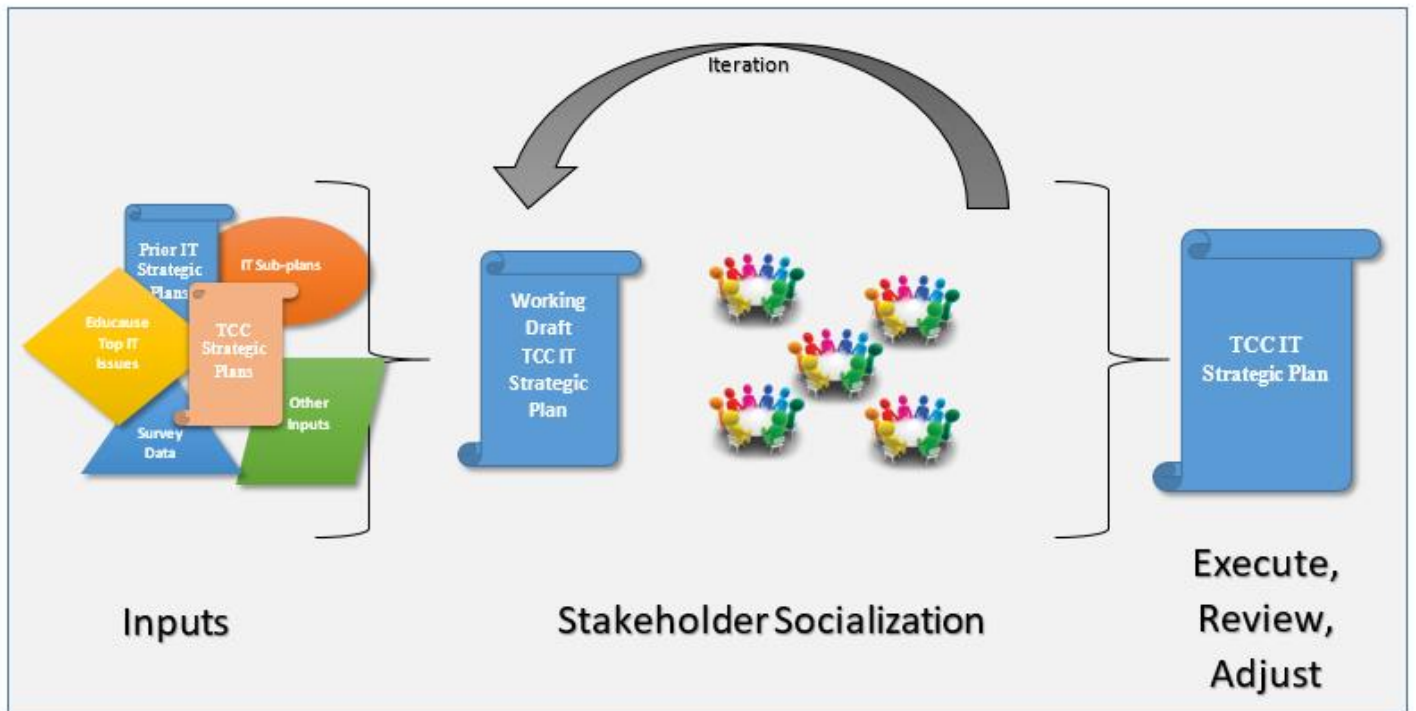 Iteration
Prior IT
Strategic
Plans
IT Sub-plans
Educause
Top IT
Issues
TCC
Strategic
Plans
Survey
Data
Other
Inputs
Working
Draft
TCC IT
Strategic
Plan
TCC IT
Strategic Plan
Inputs
Stakeholder Socialization
Execute,
Review,
Adjust